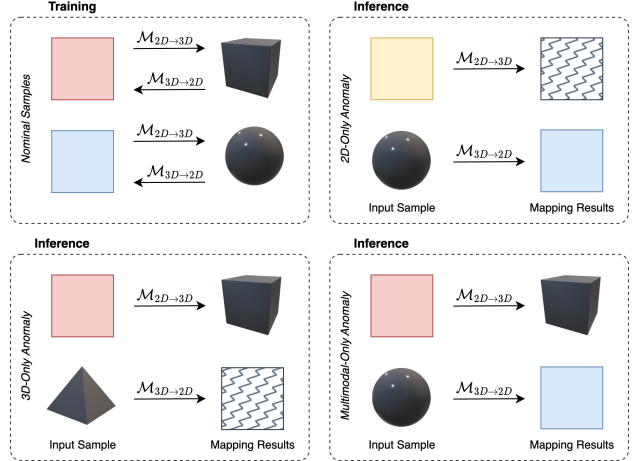 Training
Nominal Samples
M2D→3D
M3D→2D
M2D→3D
M3D→2D
Inference
2D-Only Anomaly
M2D→3D
M3D→2D
Input Sample Mapping Results
Inference
3D-Only Anomaly
M2D→3D
M3D→2D
Input Sample Mapping Results
Inference
Multimodal-Only Anomaly
M2D→3D
M3D→2D
Input Sample Mapping Results